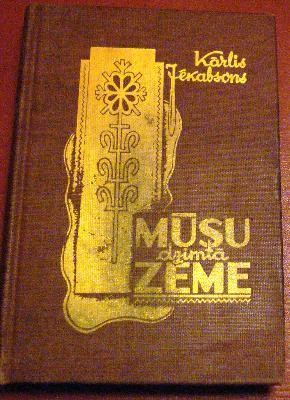 Kārlis
Jēkabsons
MŪSU
dzimtā
ZEME